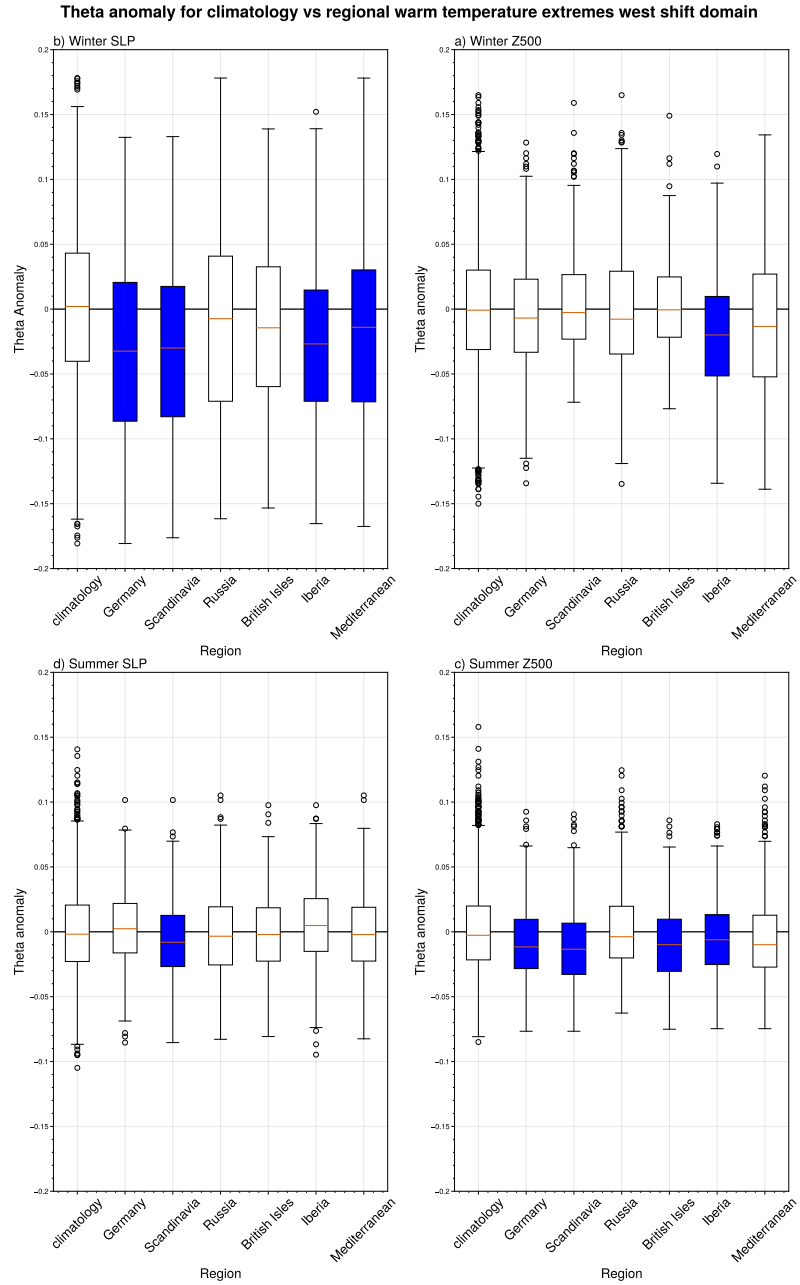 Theta anomaly for climatology vs regional warm temperature extremes west shift domain
b) Winter SLP
0.2
0.15
0.1
0.05
0
−0.05
−0.1
−0.15
−0.2
Theta Anomaly
climatology
Germany
Scandinavia
Russia
British Isles
Iberia
Mediterranean
Region
a) Winter Z500
0.2
0.15
0.1
0.05
0
−0.05
−0.1
−0.15
−0.2
Theta anomaly
climatology
Germany
Scandinavia
Russia
British Isles
Iberia
Mediterranean
Region
d) Summer SLP
0.2
0.15
0.1
0.05
0
−0.05
−0.1
−0.15
−0.2
Theta anomaly
climatology
Germany
Scandinavia
Russia
British Isles
Iberia
Mediterranean
Region
c) Summer Z500
0.2
0.15
0.1
0.05
0
−0.05
−0.1
−0.15
−0.2
Theta anomaly
climatology
Germany
Scandinavia
Russia
British Isles
Iberia
Mediterranean
Region